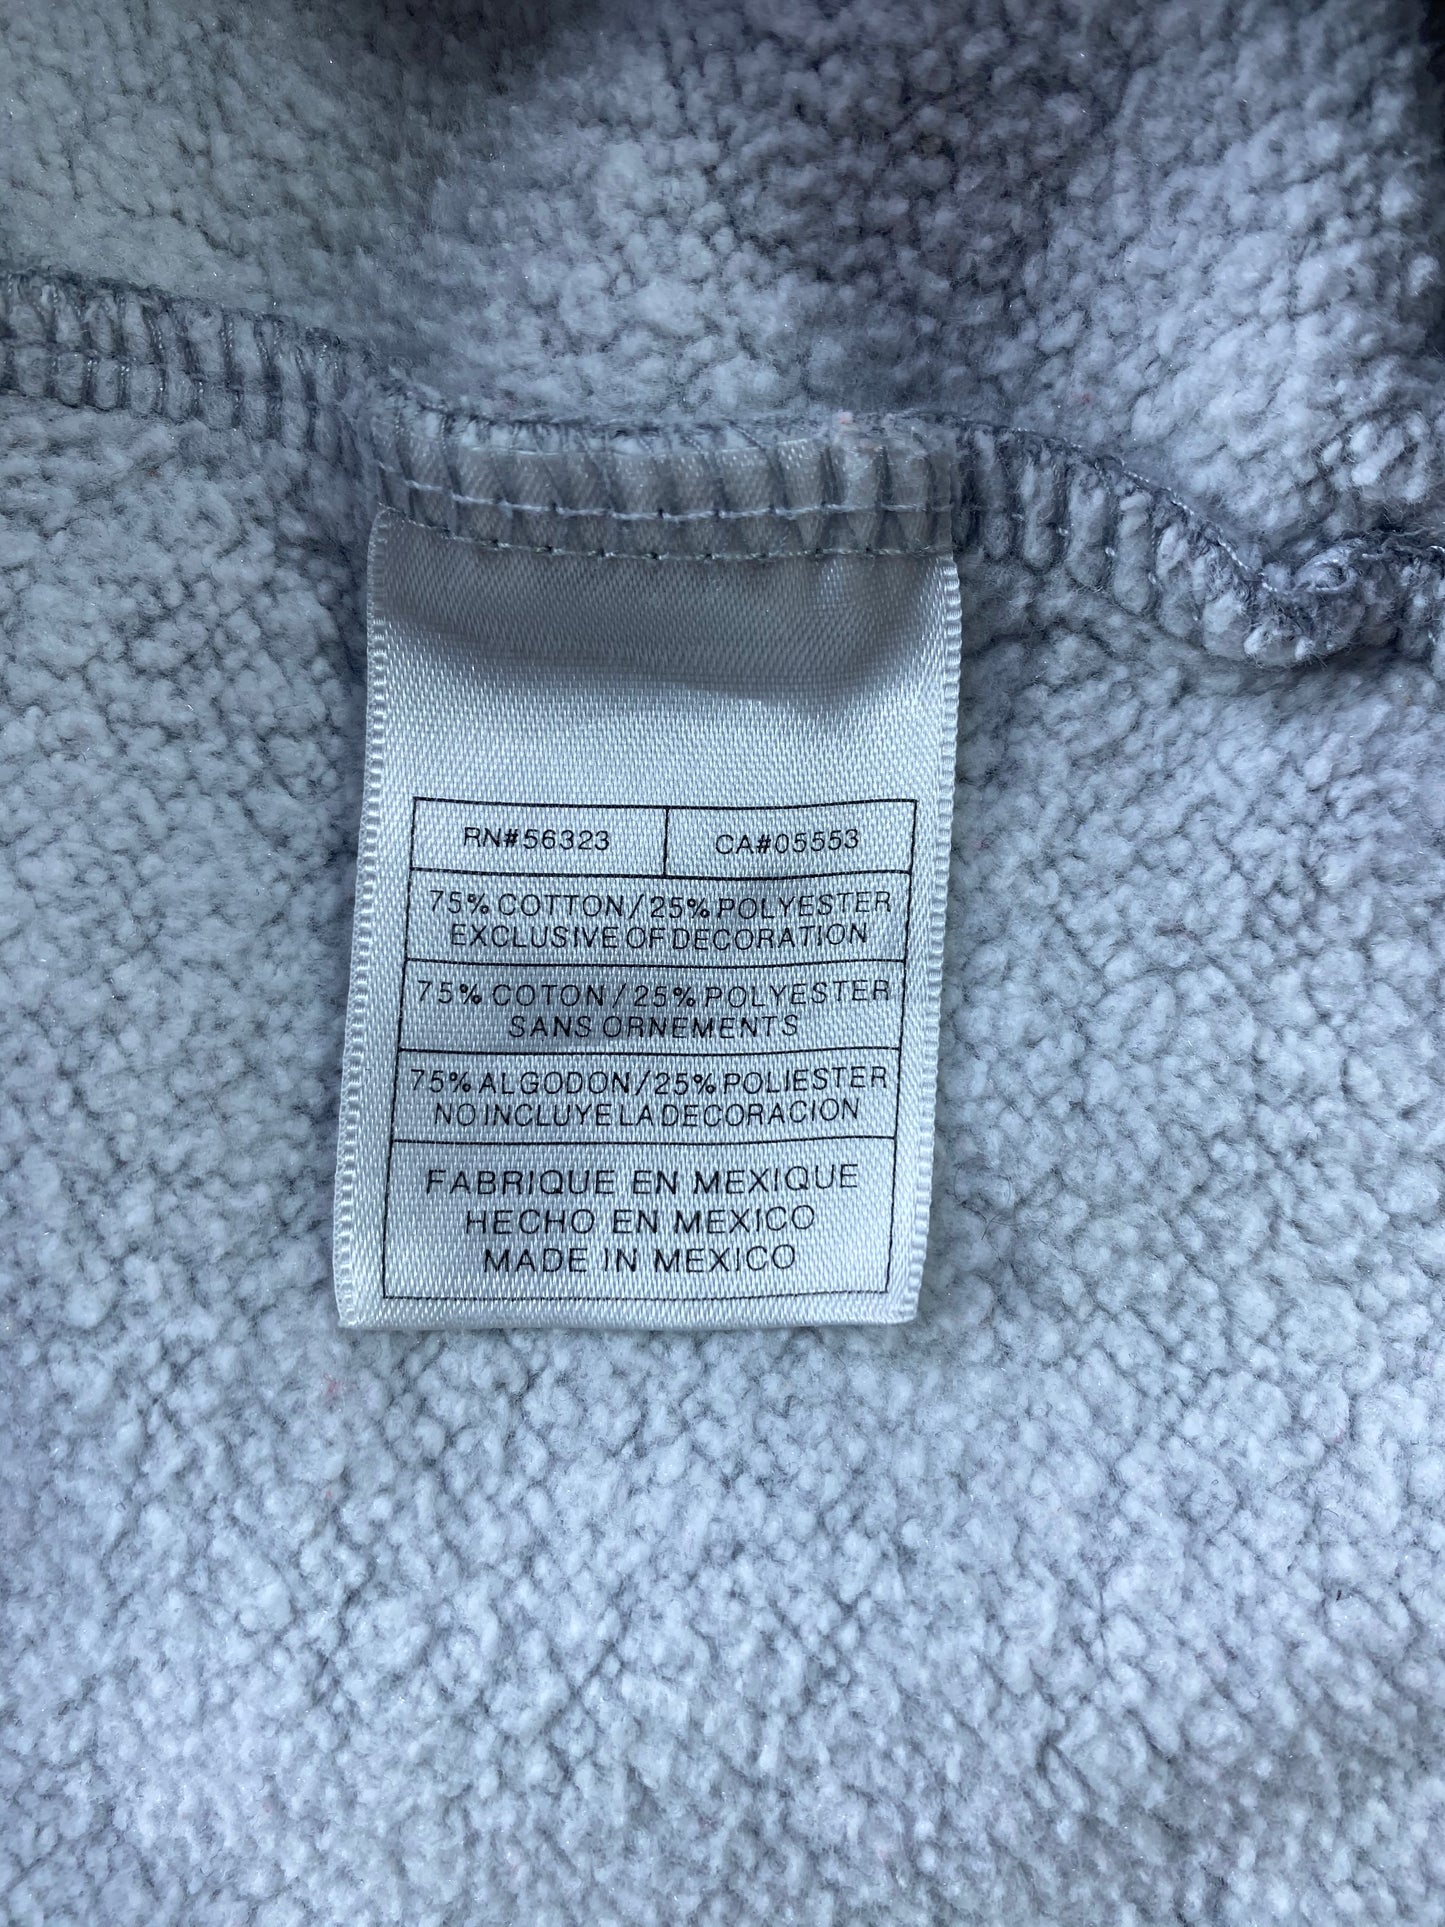 RN#56323 CA#05553
75% COTTON/25% POLYESTER
EXCLUSIVE OF DECORATION
75% COTON/25% POLYESTER
SANS ORNEMENTS
75% ALGODON/25% POLIESTER
NO INCLUYE LA DECORACION
FABRIQUE EN MEXIQUE
HECHO EN MEXICO
MADE IN MEXICO